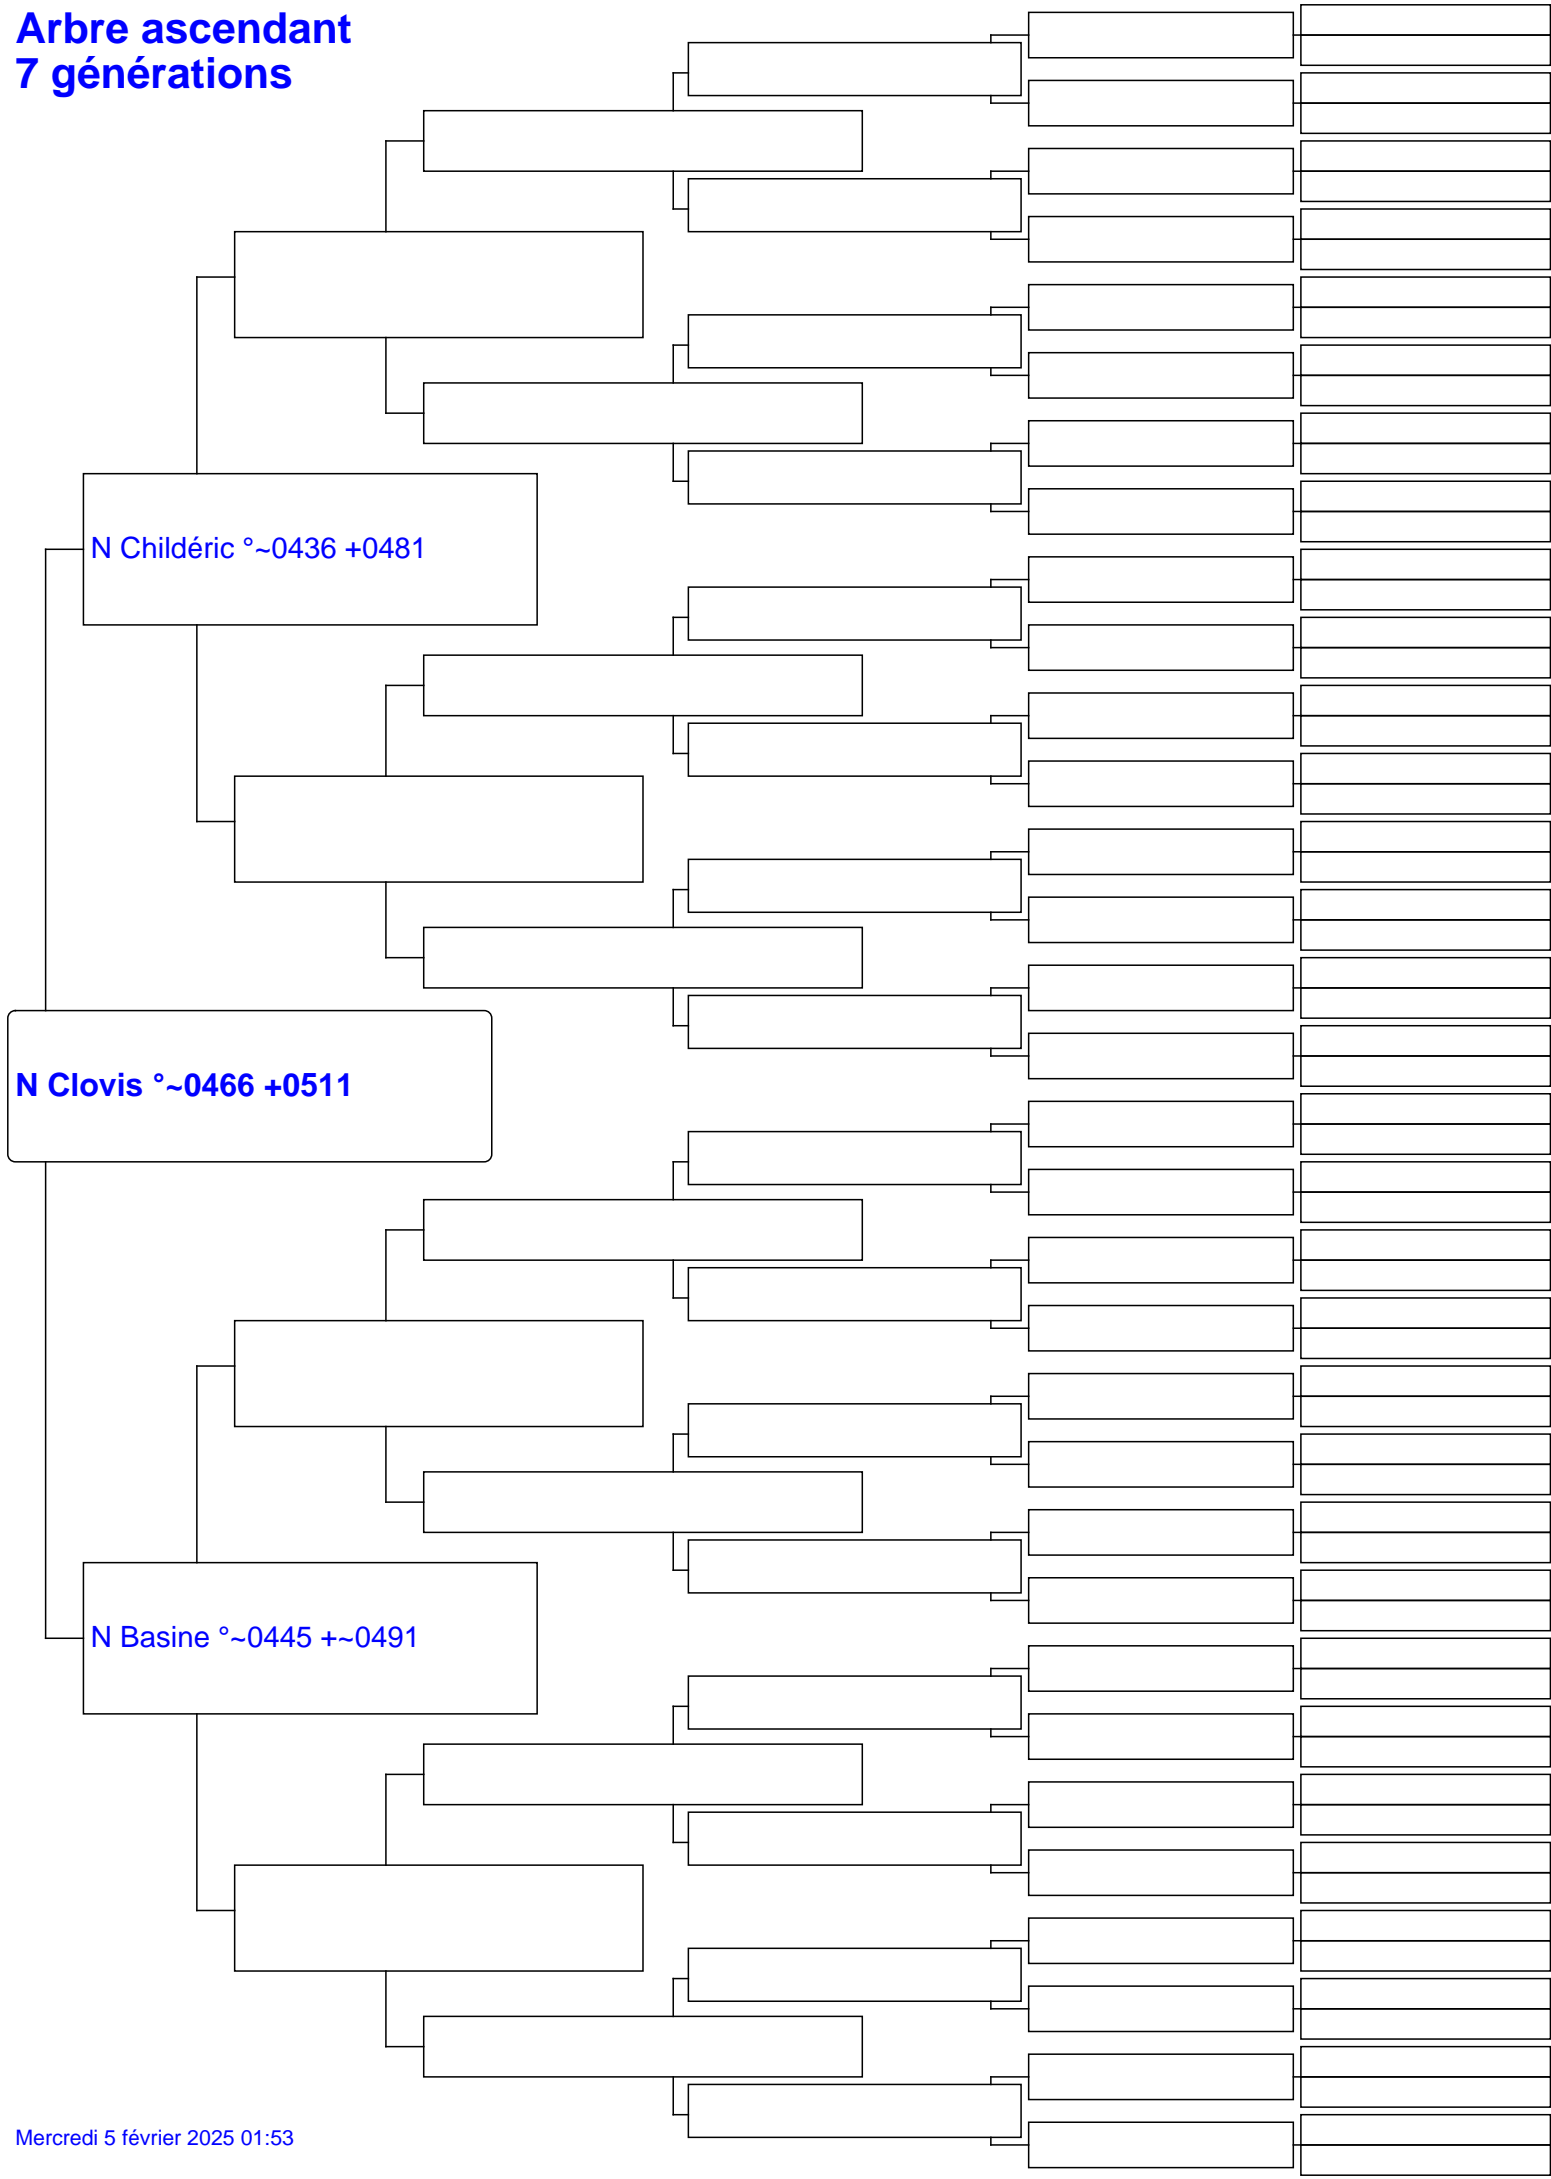 Arbre ascendant
7 générations
N Childéric °~0436 +0481
N Clovis °~0466 +0511
N Basine °~0445 +~0491
Mercredi 5 février 2025 01:53